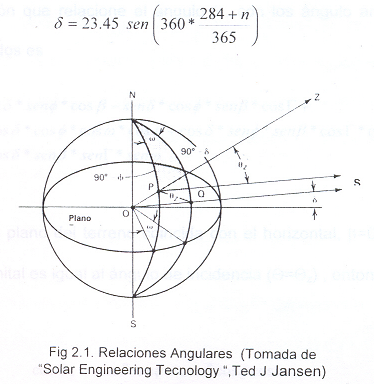 δ = 23.45 sen(360 * (284 + n) / 365)
N
Z
ω
90° - δ
θz
90° - Φ
P
S
θz
Q
δ
O
Plano
ω
S
Fig 2.1. Relaciones Angulares (Tomada de
"Solar Engineering Tecnology ",Ted J Jansen)